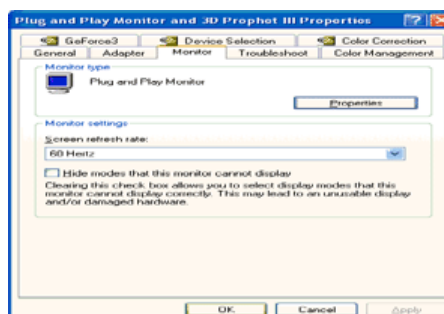 Plug and Play Monitor and 3D Prophet III Properties
GeForce3 Device Selection Color Correction
General Adapter Monitor Troubleshoot Color Management
Monitor type
Plug and Play Monitor
Properties
Monitor settings
Screen refresh rate:
60 Hertz
Hide modes that this monitor cannot display
Clearing this check box allows you to select display modes that this
monitor cannot display correctly. This may lead to an unusable display
and/or damaged hardware.
OK Cancel Apply